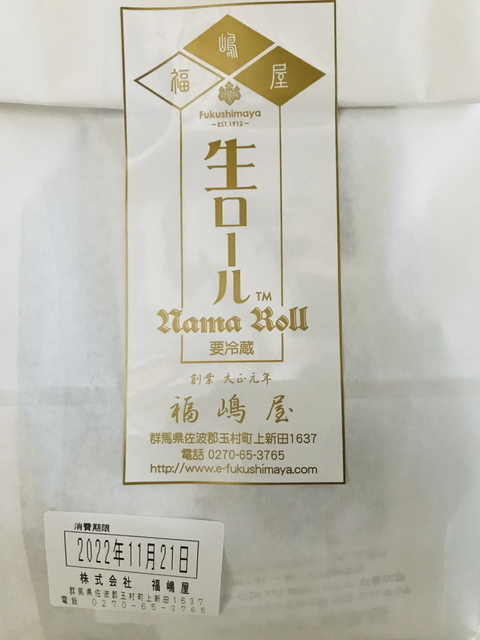 嶋
福 屋
Fukushimaya
–EST.1912–
生ロール™
Nama Roll
要冷蔵
創業 大正元年
福嶋屋
群馬県佐波郡玉村町上新田1637
電話 0270-65-3765
http://www.e-fukushimaya.com
消費期限
2022年11月21日
株式会社 福嶋屋
群馬県佐波郡玉村町上新田1637
電話 0270-65-3765